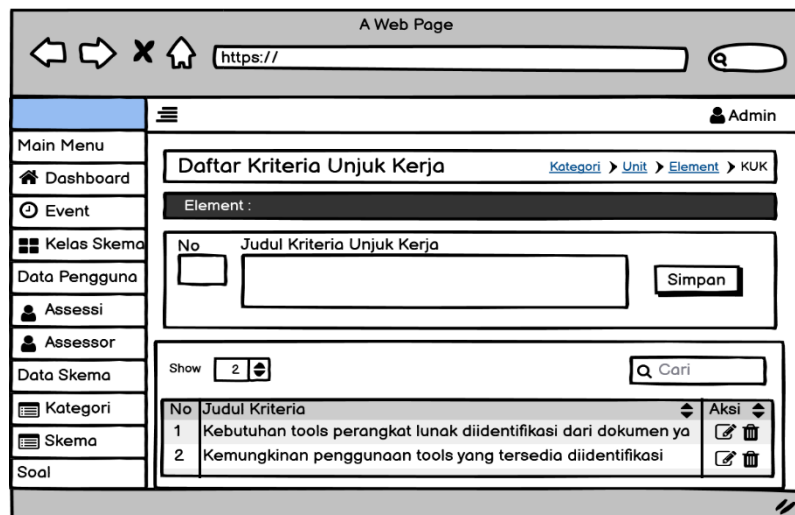 A Web Page
https://
Admin
Main Menu
Dashboard
Event
Kelas Skema
Data Pengguna
Assessi
Assessor
Data Skema
Kategori
Skema
Soal
Daftar Kriteria Unjuk Kerja
Kategori Unit Element KUK
Element :
No Judul Kriteria Unjuk Kerja
Simpan
Show 2 Cari
No Judul Kriteria Aksi
1 Kebutuhan tools perangkat lunak diidentifikasi dari dokumen ya
2 Kemungkinan penggunaan tools yang tersedia diidentifikasi